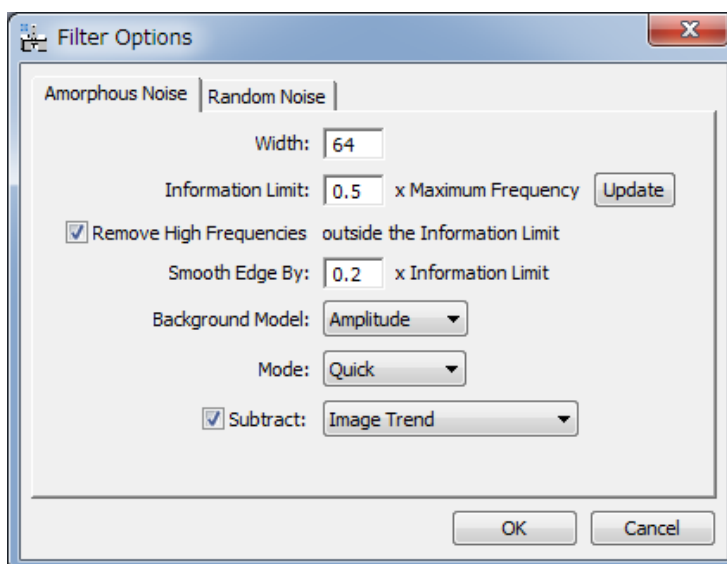 Filter Options
Amorphous Noise Random Noise
Width: 64
Information Limit: 0.5 x Maximum Frequency Update
Remove High Frequencies outside the Information Limit
Smooth Edge By: 0.2 x Information Limit
Background Model: Amplitude
Mode: Quick
Subtract: Image Trend
OK Cancel